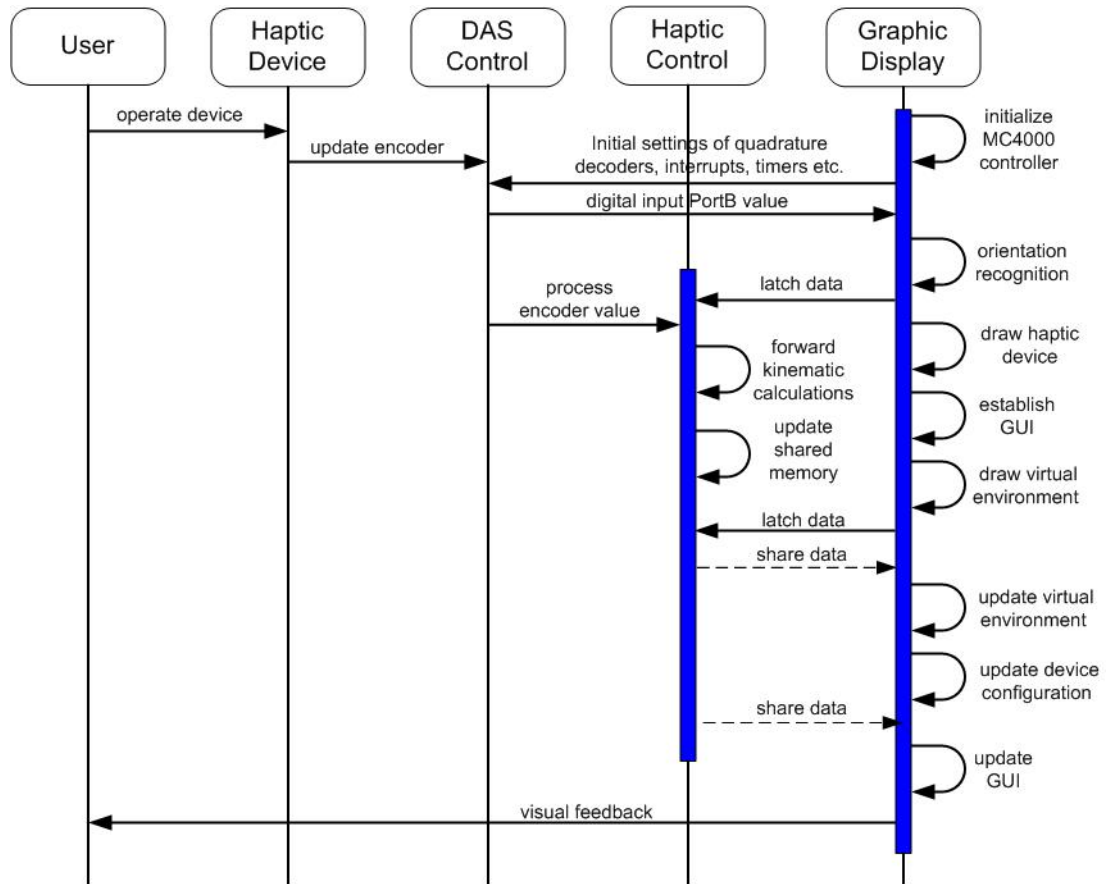 User
Haptic
Device
DAS
Control
Haptic
Control
Graphic
Display
operate device
update encoder
initialize
MC4000
controller
Initial settings of quadrature
decoders, interrupts, timers etc.
digital input PortB value
orientation
recognition
latch data
process
encoder value
draw haptic
device
forward
kinematic
calculations
establish
GUI
update
shared
memory
draw virtual
environment
latch data
share data
update virtual
environment
update device
configuration
share data
update
GUI
visual feedback